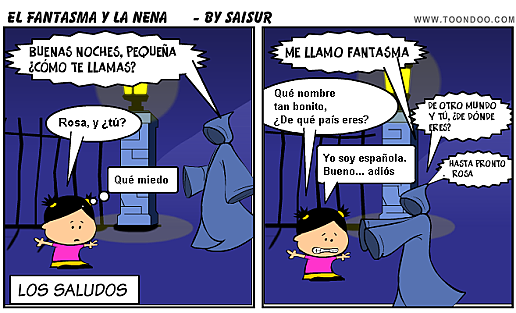 EL FANTASMA Y LA NENA - BY SAISUR
WWW.TOONDOO.COM
BUENAS NOCHES, PEQUEÑA
¿CÓMO TE LLAMAS?
Rosa, y ¿tú?
Qué miedo
LOS SALUDOS
ME LLAMO FANTASMA
Qué nombre
tan bonito,
¿De qué país eres?
DE OTRO MUNDO
Y TÚ, ¿DE DÓNDE
ERES?
Yo soy española.
Bueno... adiós
HASTA PRONTO
ROSA